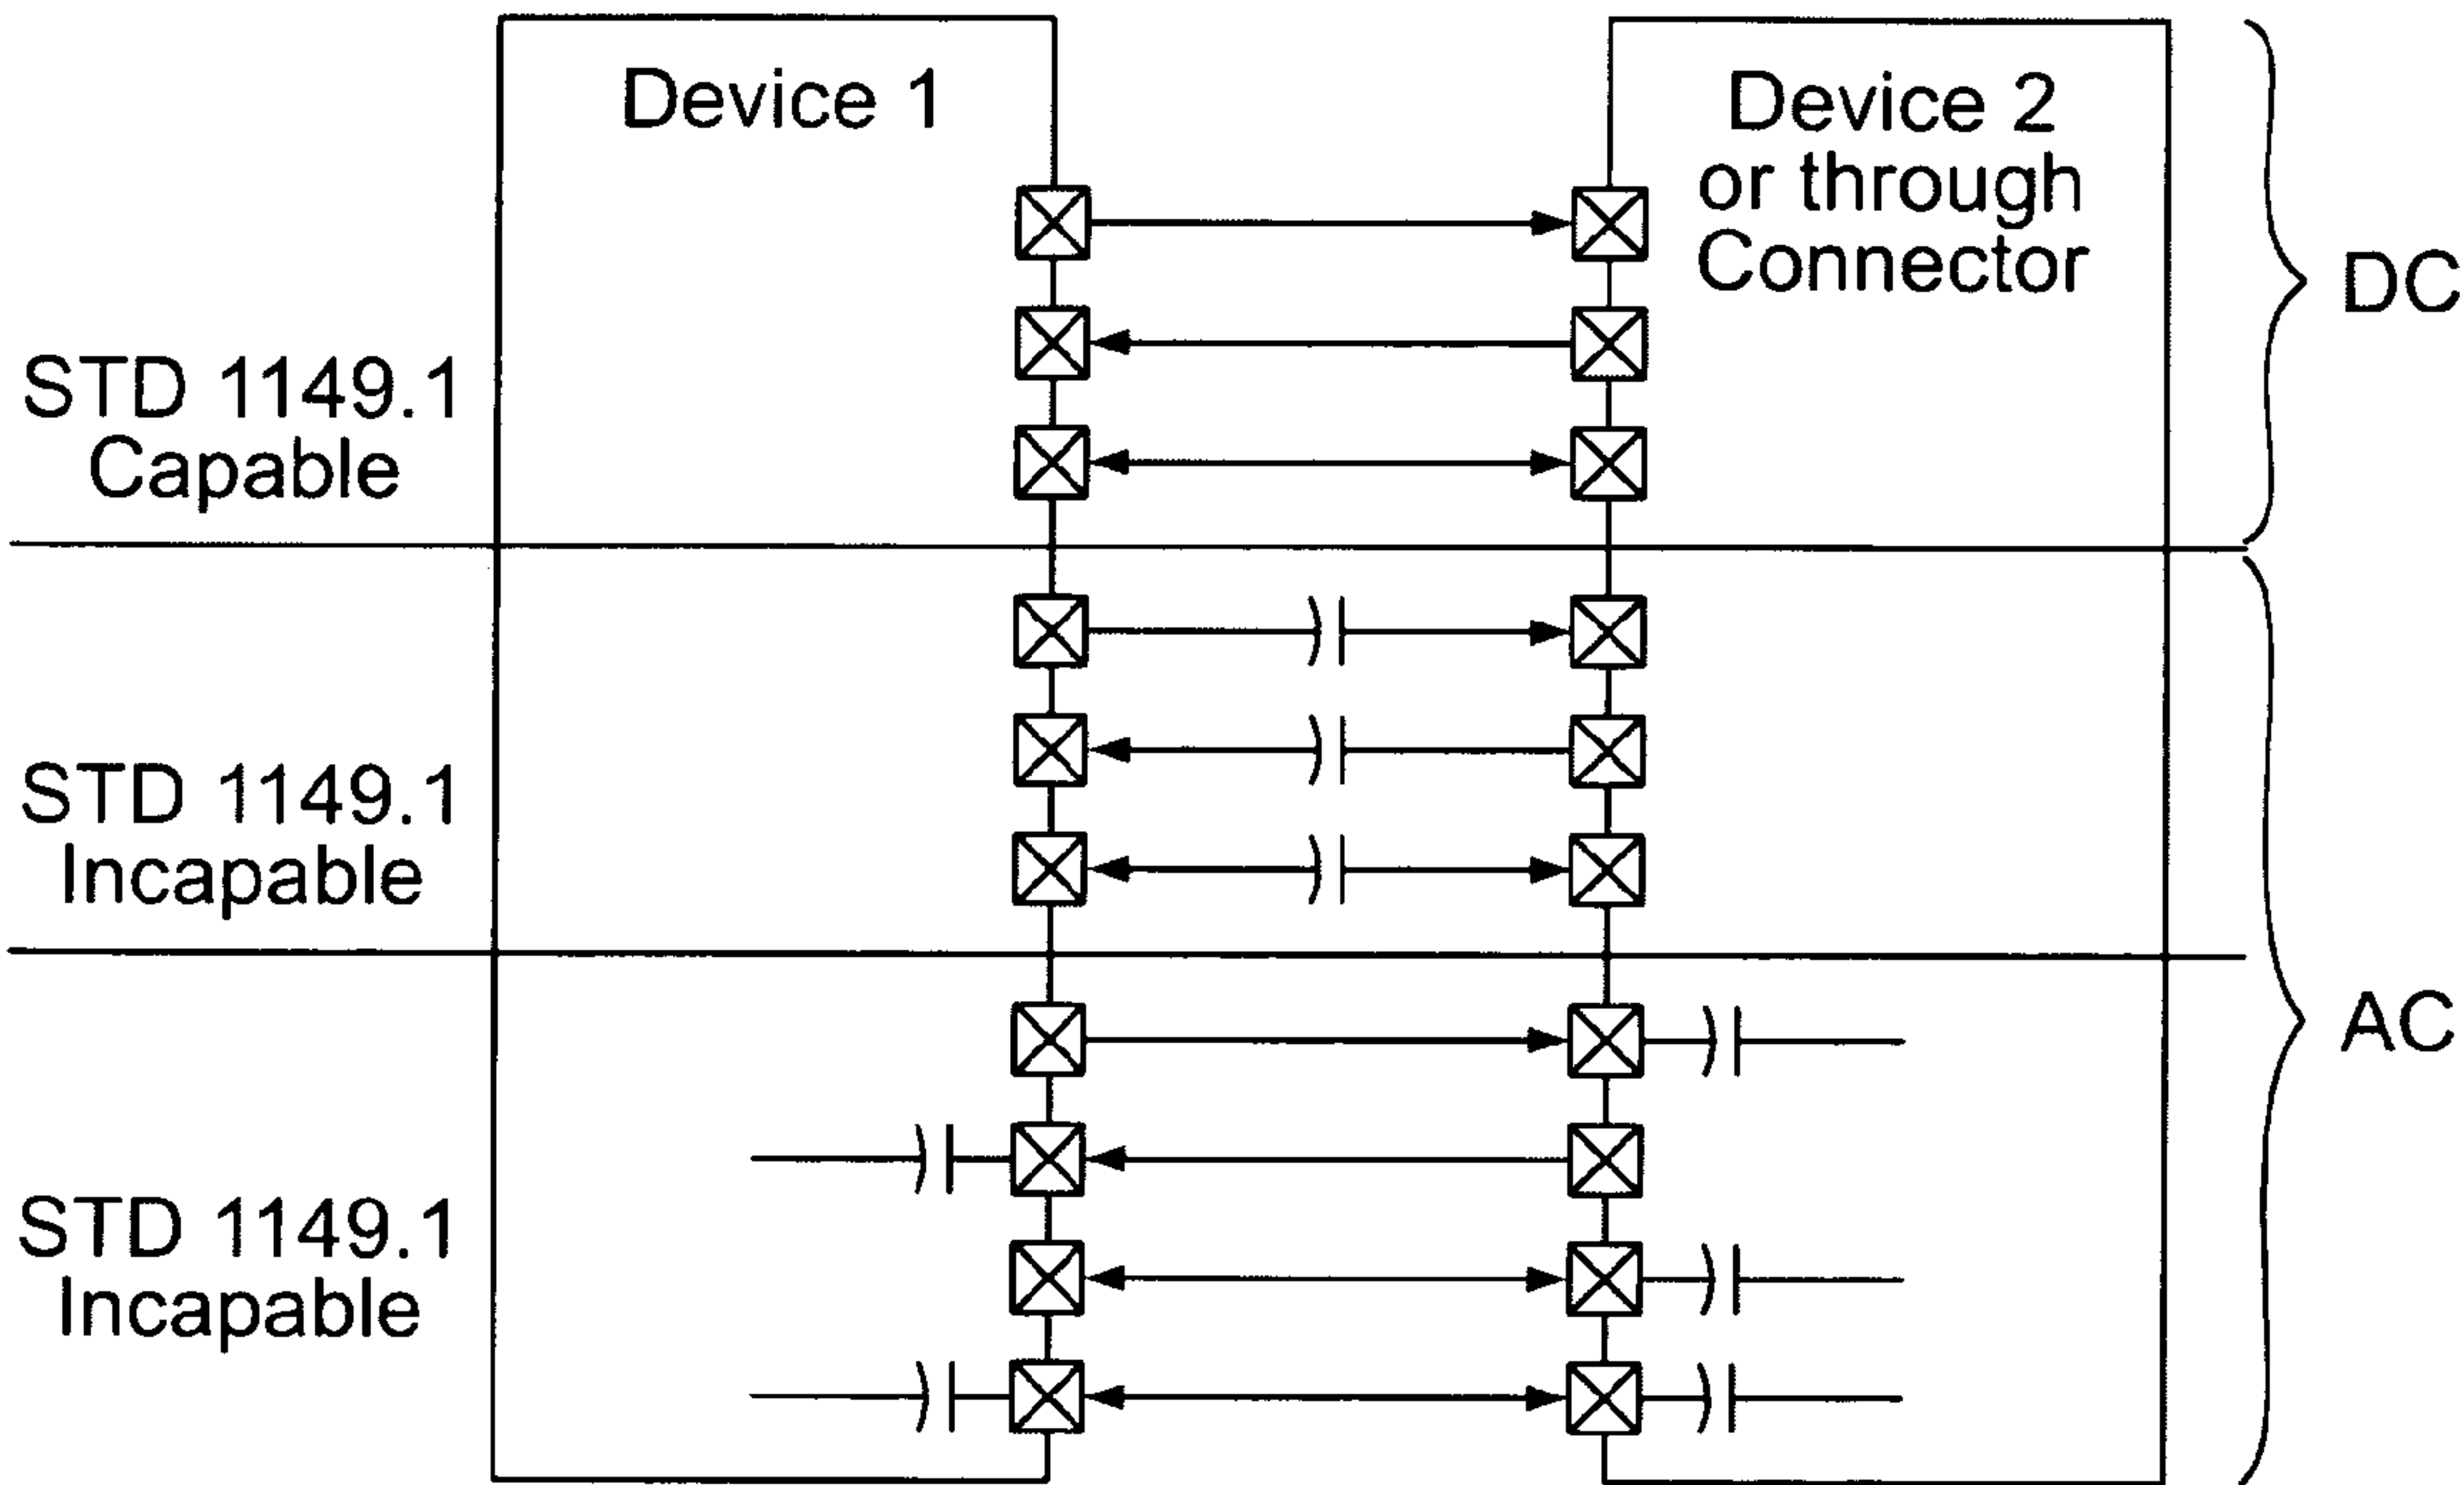 Device 1
Device 2
or through
Connector
DC
STD 1149.1
Capable
STD 1149.1
Incapable
AC
STD 1149.1
Incapable